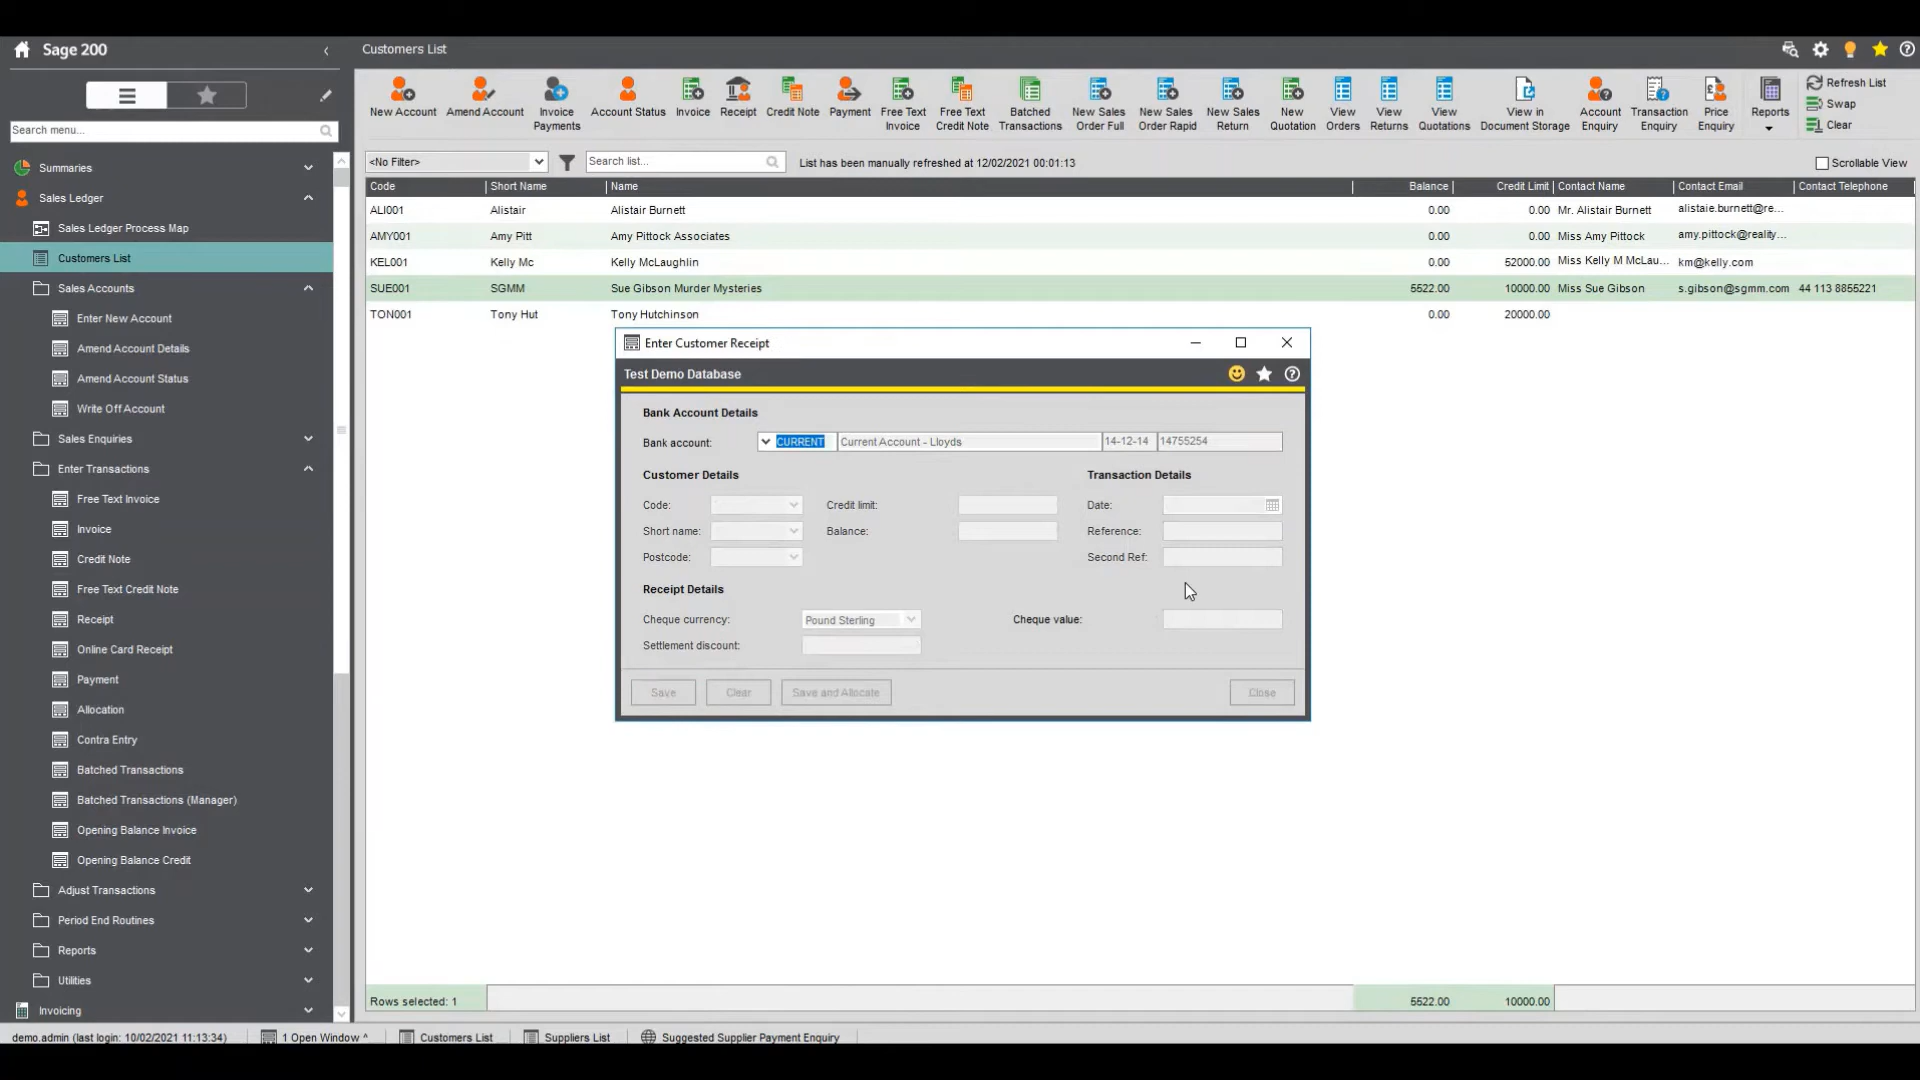 Sage 200
Customers List
New Account
Amend Account
Invoice Payments
Account Status
Invoice
Receipt
Credit Note
Payment
Free Text Invoice
Free Text Credit Note
Batched Transactions
New Sales Order Full
New Sales Order Rapid
New Sales Return
New Quotation
View Orders
View Returns
View Quotations
View in Document Storage
Account Enquiry
Transaction Enquiry
Price Enquiry
Reports
Refresh List
Swap
Clear
Search menu...
<No Filter>
Search list...
List has been manually refreshed at 12/02/2021 00:01:13
Scrollable View
Summaries
Sales Ledger
Sales Ledger Process Map
Customers List
Sales Accounts
Enter New Account
Amend Account Details
Amend Account Status
Write Off Account
Sales Enquiries
Enter Transactions
Free Text Invoice
Invoice
Credit Note
Free Text Credit Note
Receipt
Online Card Receipt
Payment
Allocation
Contra Entry
Batched Transactions
Batched Transactions (Manager)
Opening Balance Invoice
Opening Balance Credit
Adjust Transactions
Period End Routines
Reports
Utilities
Invoicing
Code Short Name Name Balance Credit Limit Contact Name Contact Email Contact Telephone
ALI001 Alistair Alistair Burnett 0.00 0.00 Mr. Alistair Burnett alistaie.burnett@re...
AMY001 Amy Pitt Amy Pittock Associates 0.00 0.00 Miss Amy Pittock amy.pittock@reality...
KEL001 Kelly Mc Kelly McLaughlin 0.00 52000.00 Miss Kelly M McLau... km@kelly.com
SUE001 SGMM Sue Gibson Murder Mysteries 5522.00 10000.00 Miss Sue Gibson s.gibson@sgmm.com 44 113 8855221
TON001 Tony Hut Tony Hutchinson 0.00 20000.00
Enter Customer Receipt
Test Demo Database
Bank Account Details
Bank account: CURRENT Current Account - Lloyds 14-12-14 14755254
Customer Details Transaction Details
Code: Credit limit: Date:
Short name: Balance: Reference:
Postcode: Second Ref:
Receipt Details
Cheque currency: Pound Sterling Cheque value:
Settlement discount:
Save Clear Save and Allocate Close
Rows selected: 1 5522.00 10000.00
demo.admin (last login: 10/02/2021 11:13:34) 1 Open Window ^ Customers List Suppliers List Suggested Supplier Payment Enquiry